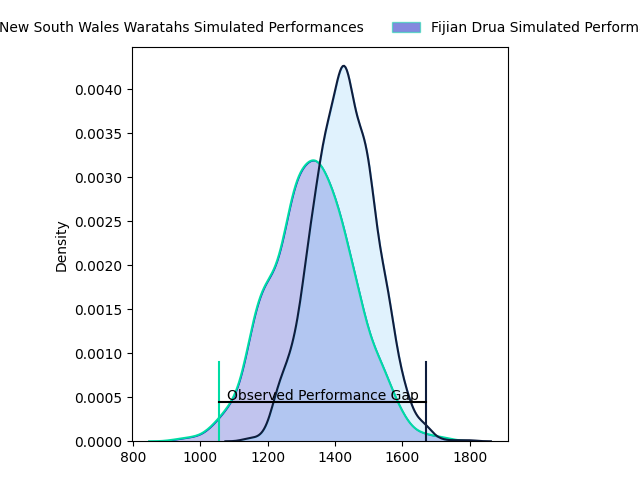 New South Wales Waratahs Simulated Performances
Fijian Drua Simulated Perform
0.0040
0.0035
0.0030
0.0025
0.0020
0.0015
0.0010
0.0005
0.0000
Density
Observed Performance Gap
800 1000 1200 1400 1600 1800